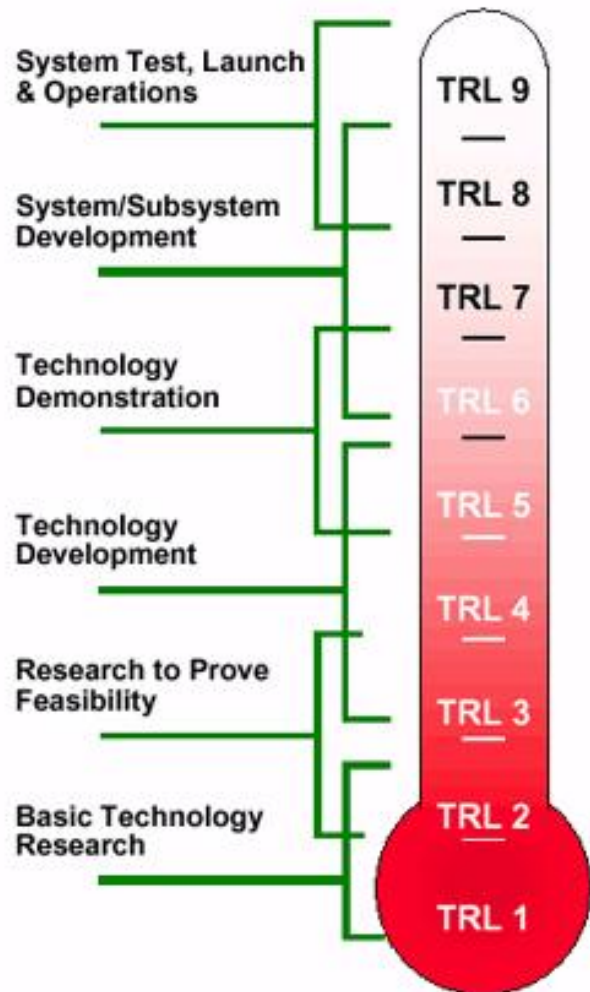 System Test, Launch
& Operations
System/Subsystem
Development
Technology
Demonstration
Technology
Development
Research to Prove
Feasibility
Basic Technology
Research
TRL 9
TRL 8
TRL 7
TRL 6
TRL 5
TRL 4
TRL 3
TRL 2
TRL 1